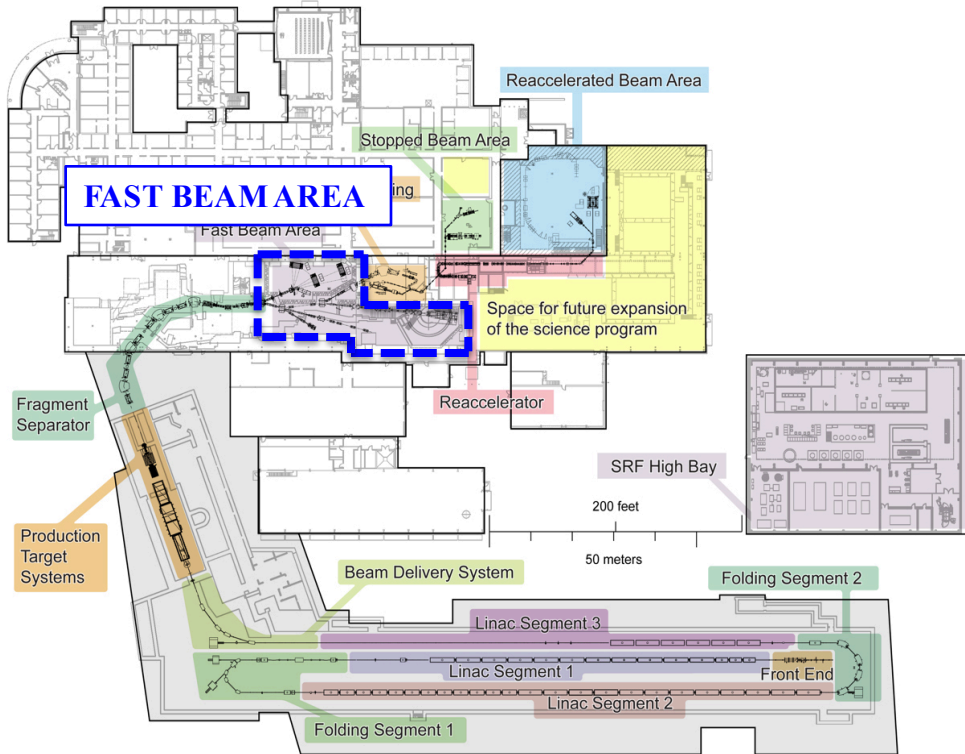 Reaccelerated Beam Area
Stopped Beam Area
FAST BEAM AREA
ing
Fast Beam Area
Space for future expansion
of the science program
Reaccelerator
Fragment
Separator
SRF High Bay
200 feet
50 meters
Production
Target
Systems
Beam Delivery System
Folding Segment 2
Linac Segment 3
Linac Segment 1
Front End
Linac Segment 2
Folding Segment 1